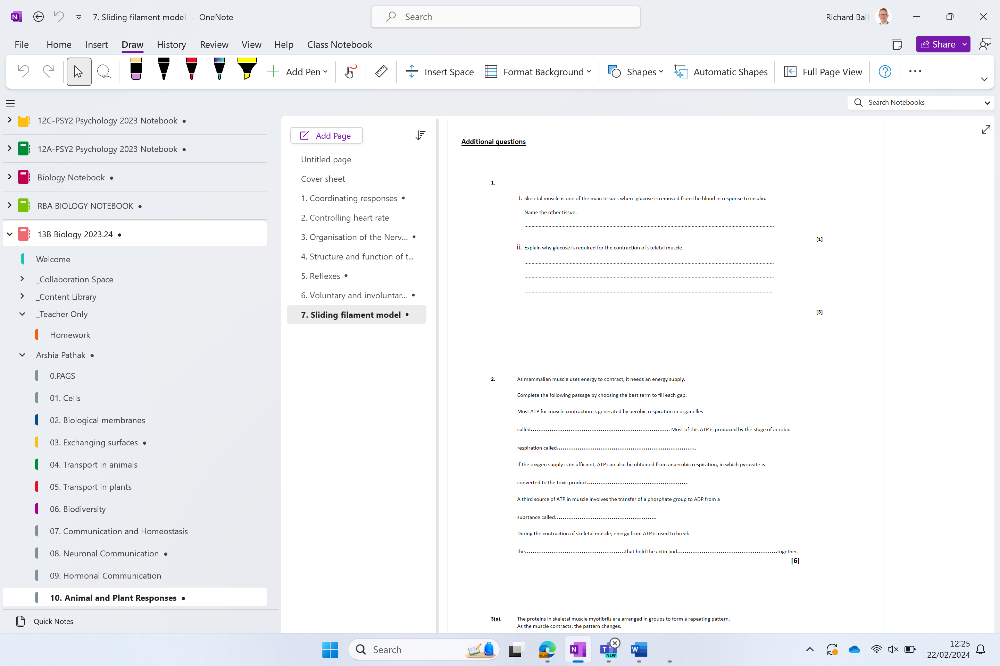 7. Sliding filament model - OneNote
Search
Richard Ball
File Home Insert Draw History Review View Help Class Notebook
Share
Add Pen
Insert Space
Format Background
Shapes
Automatic Shapes
Full Page View
Search Notebooks
12C-PSY2 Psychology 2023 Notebook
12A-PSY2 Psychology 2023 Notebook
Biology Notebook
RBA BIOLOGY NOTEBOOK
13B Biology 2023.24
Welcome
_Collaboration Space
_Content Library
_Teacher Only
Homework
Arshia Pathak
0.PAGS
01. Cells
02. Biological membranes
03. Exchanging surfaces
04. Transport in animals
05. Transport in plants
06. Biodiversity
07. Communication and Homeostasis
08. Neuronal Communication
09. Hormonal Communication
10. Animal and Plant Responses
Quick Notes
Add Page
Untitled page
Cover sheet
1. Coordinating responses
2. Controlling heart rate
3. Organisation of the Nerv...
4. Structure and function of t...
5. Reflexes
6. Voluntary and involuntar...
7. Sliding filament model
Additional questions
1.
i. Skeletal muscle is one of the main tissues where glucose is removed from the blood in response to insulin.
Name the other tissue.
[1]
ii. Explain why glucose is required for the contraction of skeletal muscle.
[3]
2. As mammalian muscle uses energy to contract, it needs an energy supply.
Complete the following passage by choosing the best term to fill each gap.
Most ATP for muscle contraction is generated by aerobic respiration in organelles
called.......................................................................... Most of this ATP is produced by the stage of aerobic
respiration called..........................................................................
If the oxygen supply is insufficient, ATP can also be obtained from anaerobic respiration, in which pyruvate is
converted to the toxic product......................................................
A third source of ATP in muscle involves the transfer of a phosphate group to ADP from a
substance called......................................................
During the contraction of skeletal muscle, energy from ATP is used to break
the.....................................................that hold the actin and.....................................................together.
[6]
3(a). The proteins in skeletal muscle myofibrils are arranged in groups to form a repeating pattern.
As the muscle contracts, the pattern changes.
Search
NEW
12:25
22/02/2024